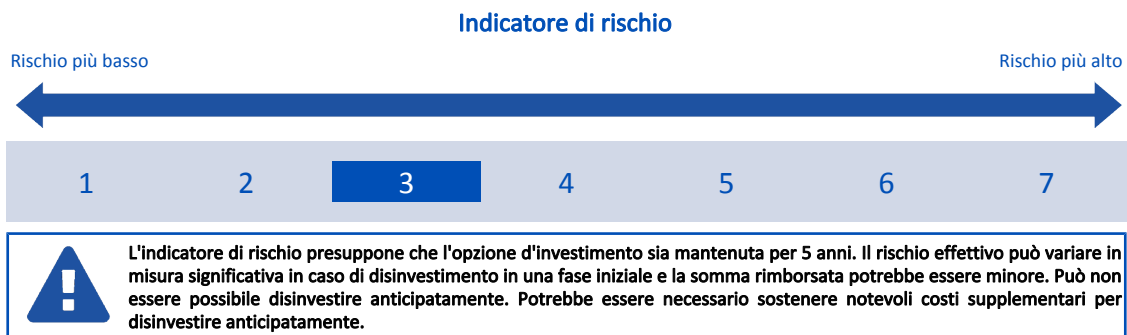 Indicatore di rischio
Rischio più basso
Rischio più alto
1 2 3 4 5 6 7
L'indicatore di rischio presuppone che l'opzione d'investimento sia mantenuta per 5 anni. Il rischio effettivo può variare in
misura significativa in caso di disinvestimento in una fase iniziale e la somma rimborsata potrebbe essere minore. Può non
essere possibile disinvestire anticipatamente. Potrebbe essere necessario sostenere notevoli costi supplementari per
disinvestire anticipatamente.